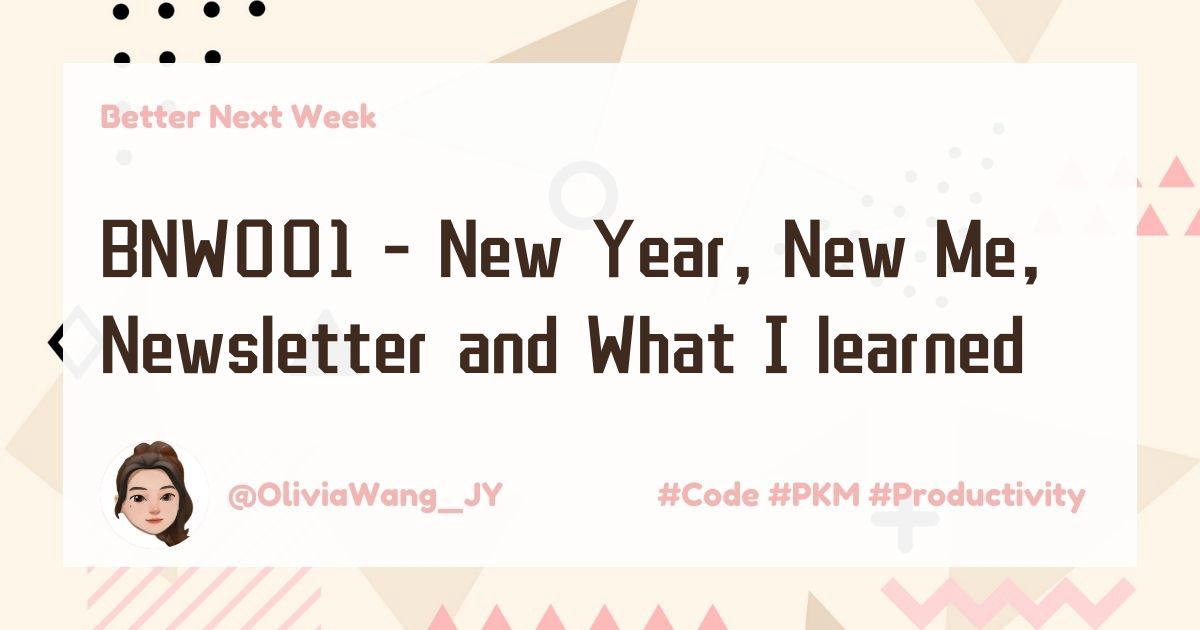 Better Next Week
BNW001 - New Year, New Me,
Newsletter and What I learned
@OliviaWang_JY
#Code #PKM #Productivity